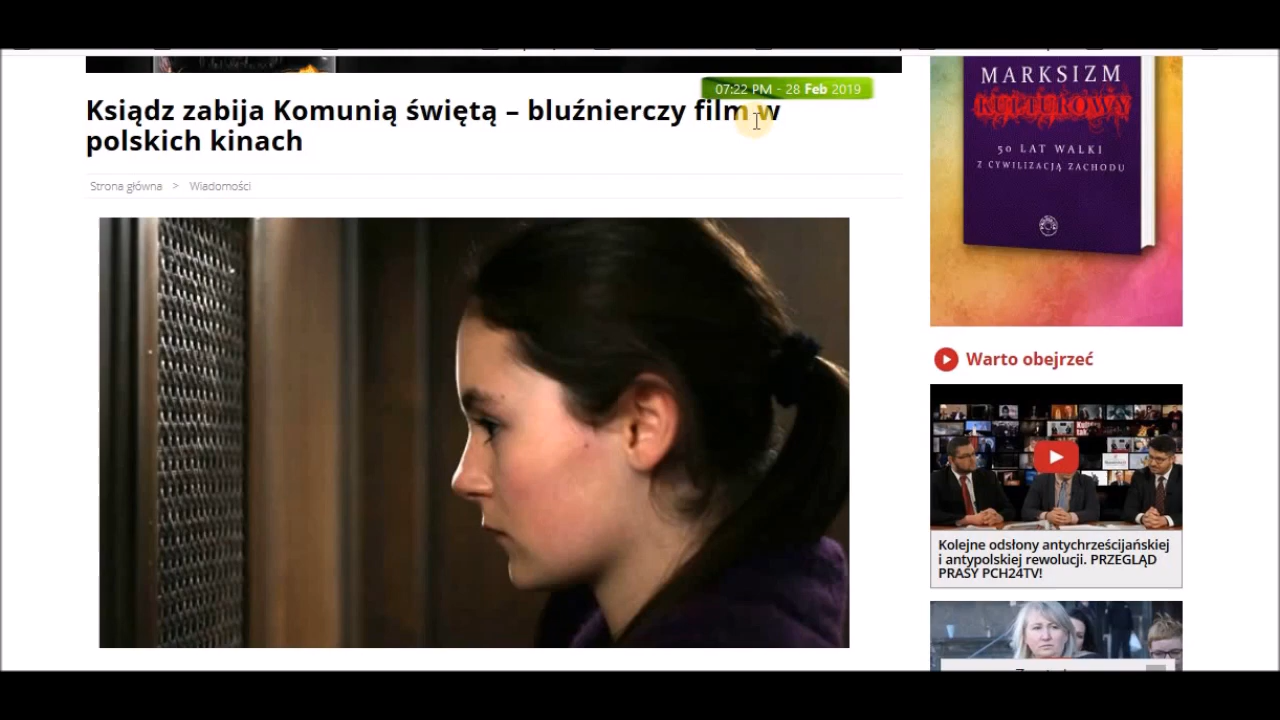 07:22 PM - 28 Feb 2019
Ksiądz zabija Komunią świętą – bluźnierczy film w
polskich kinach
Strona główna > Wiadomości
MARKSIZM
KULTUROWY
50 LAT WALKI
Z CYWILIZACJĄ ZACHODU
Warto obejrzeć
Kolejne odsłony antychrześcijańskiej
i antypolskiej rewolucji. PRZEGLĄD
PRASY PCH24TV!